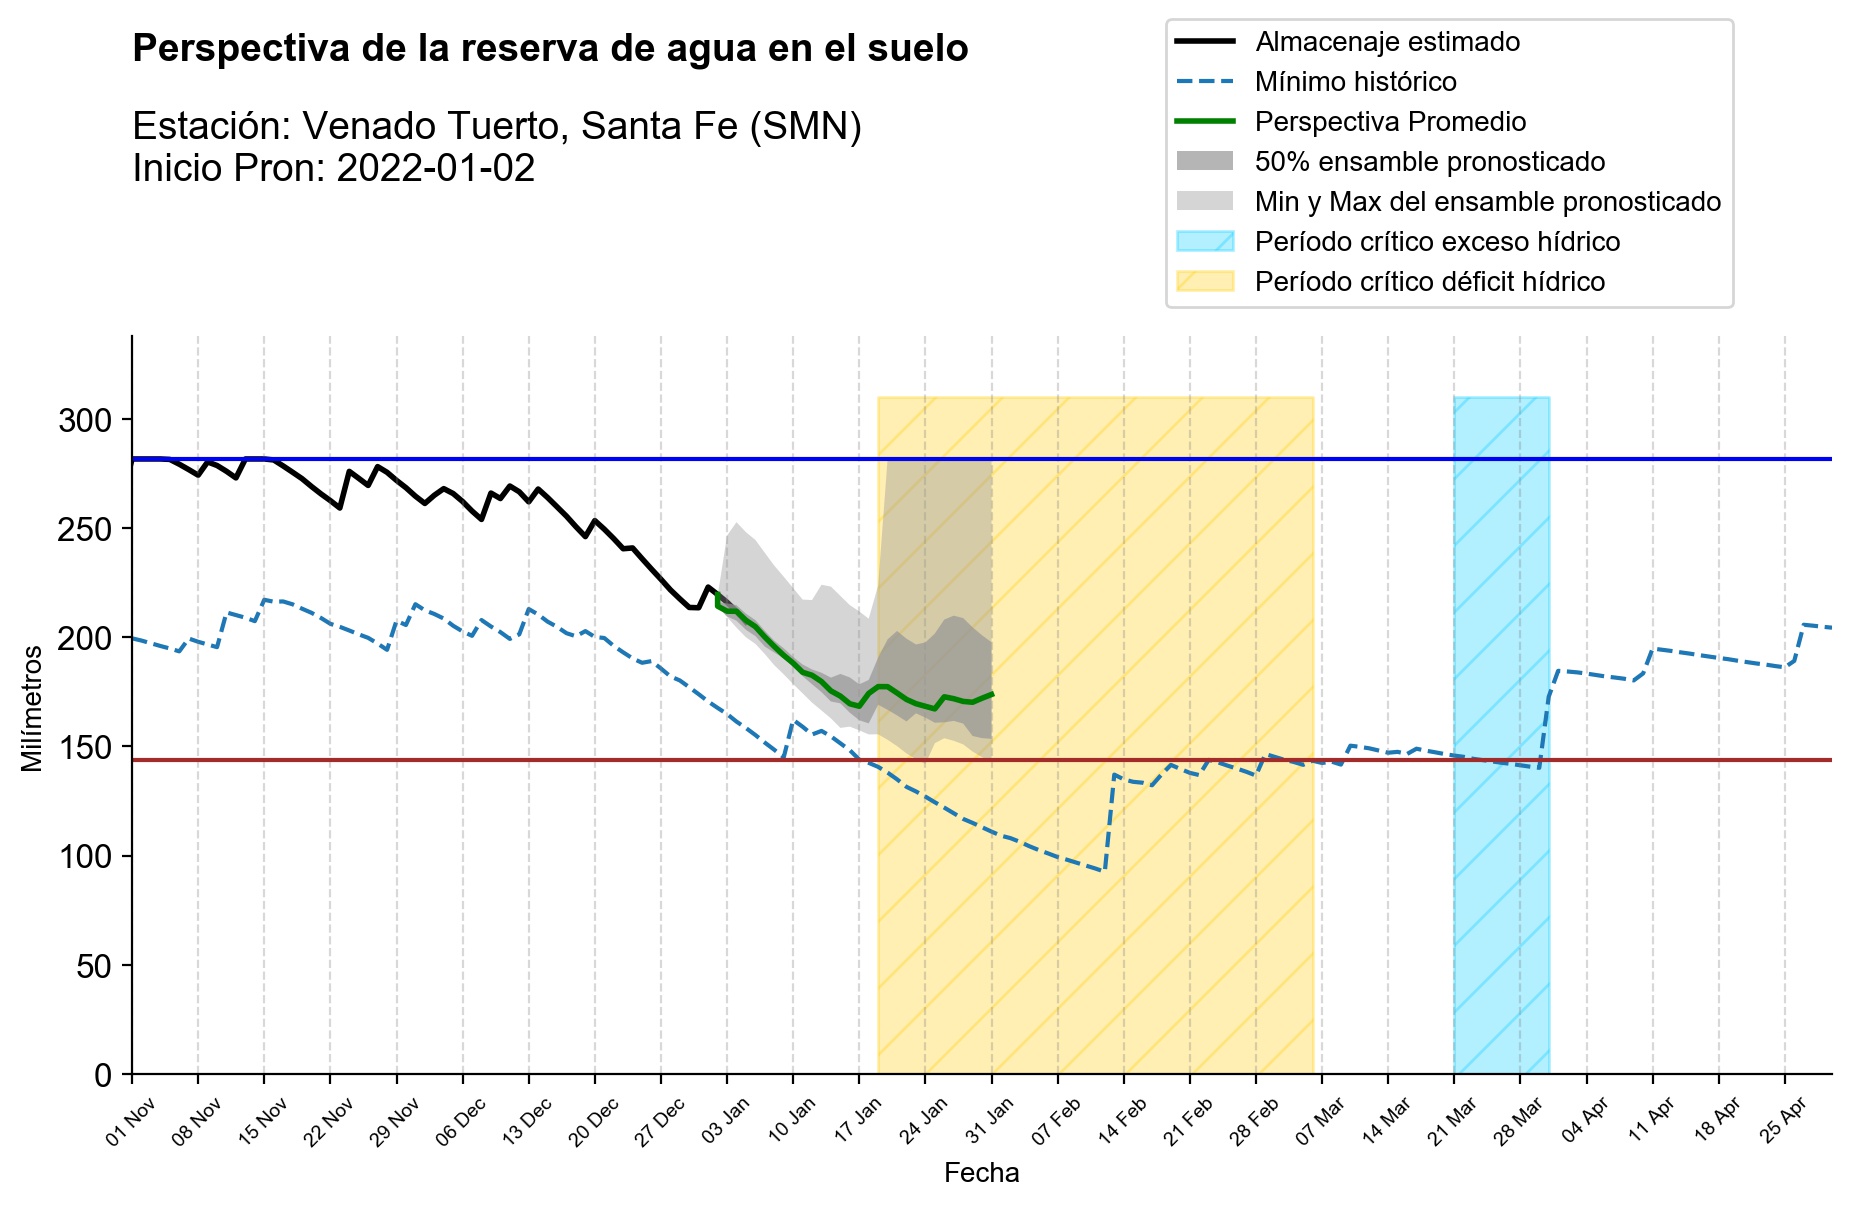 Perspectiva de la reserva de agua en el suelo
Estación: Venado Tuerto, Santa Fe (SMN)
Inicio Pron: 2022-01-02
Almacenaje estimado
Mínimo histórico
Perspectiva Promedio
50% ensamble pronosticado
Min y Max del ensamble pronosticado
Período crítico exceso hídrico
Período crítico déficit hídrico
300
250
200
150
100
50
0
Milímetros
01 Nov
08 Nov
15 Nov
22 Nov
29 Nov
06 Dec
13 Dec
20 Dec
27 Dec
03 Jan
10 Jan
17 Jan
24 Jan
31 Jan
07 Feb
14 Feb
21 Feb
28 Feb
07 Mar
14 Mar
21 Mar
28 Mar
04 Apr
11 Apr
18 Apr
25 Apr
Fecha